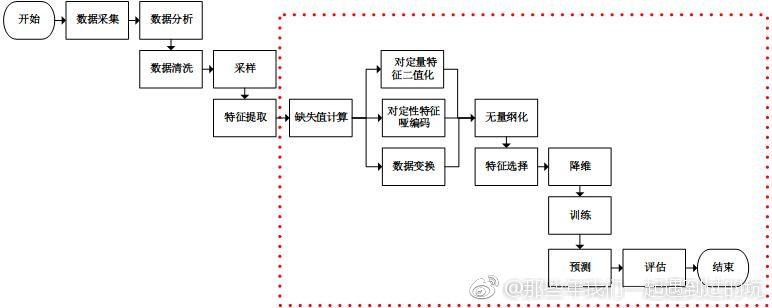 开始
数据采集
数据分析
数据清洗
采样
特征提取
缺失值计算
对定量特
征二值化
对定性特征
哑编码
数据变换
无量纲化
特征选择
降维
训练
预测
评估
结束
@那些年我们一起遇到过的坑